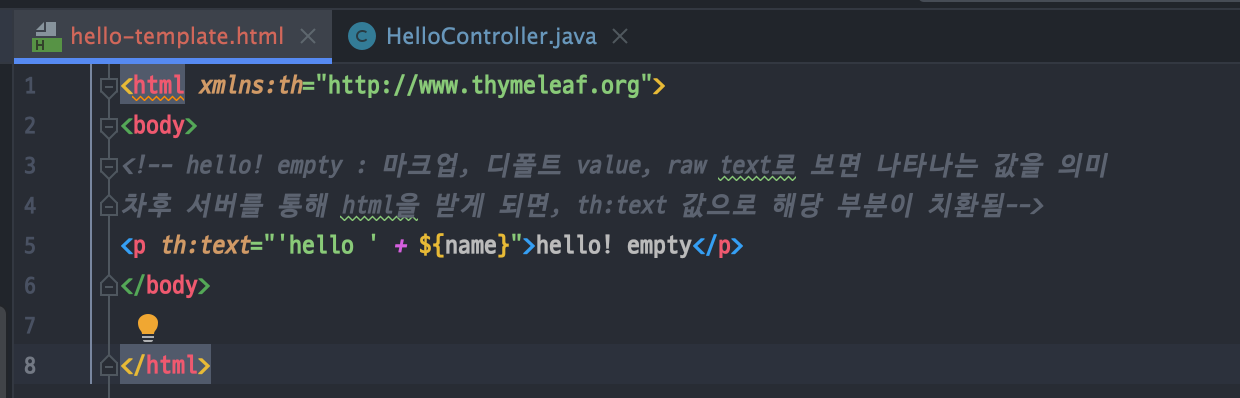 hello-template.html
HelloController.java
1 <html xmlns:th="http://www.thymeleaf.org">
2 <body>
3 <!-- hello! empty : 마크업, 디폴트 value, raw text로 보면 나타나는 값을 의미
4 차후 서버를 통해 html을 받게 되면, th:text 값으로 해당 부분이 치환됨-->
5 <p th:text="'hello ' + ${name}">hello! empty</p>
6 </body>
7
8 </html>